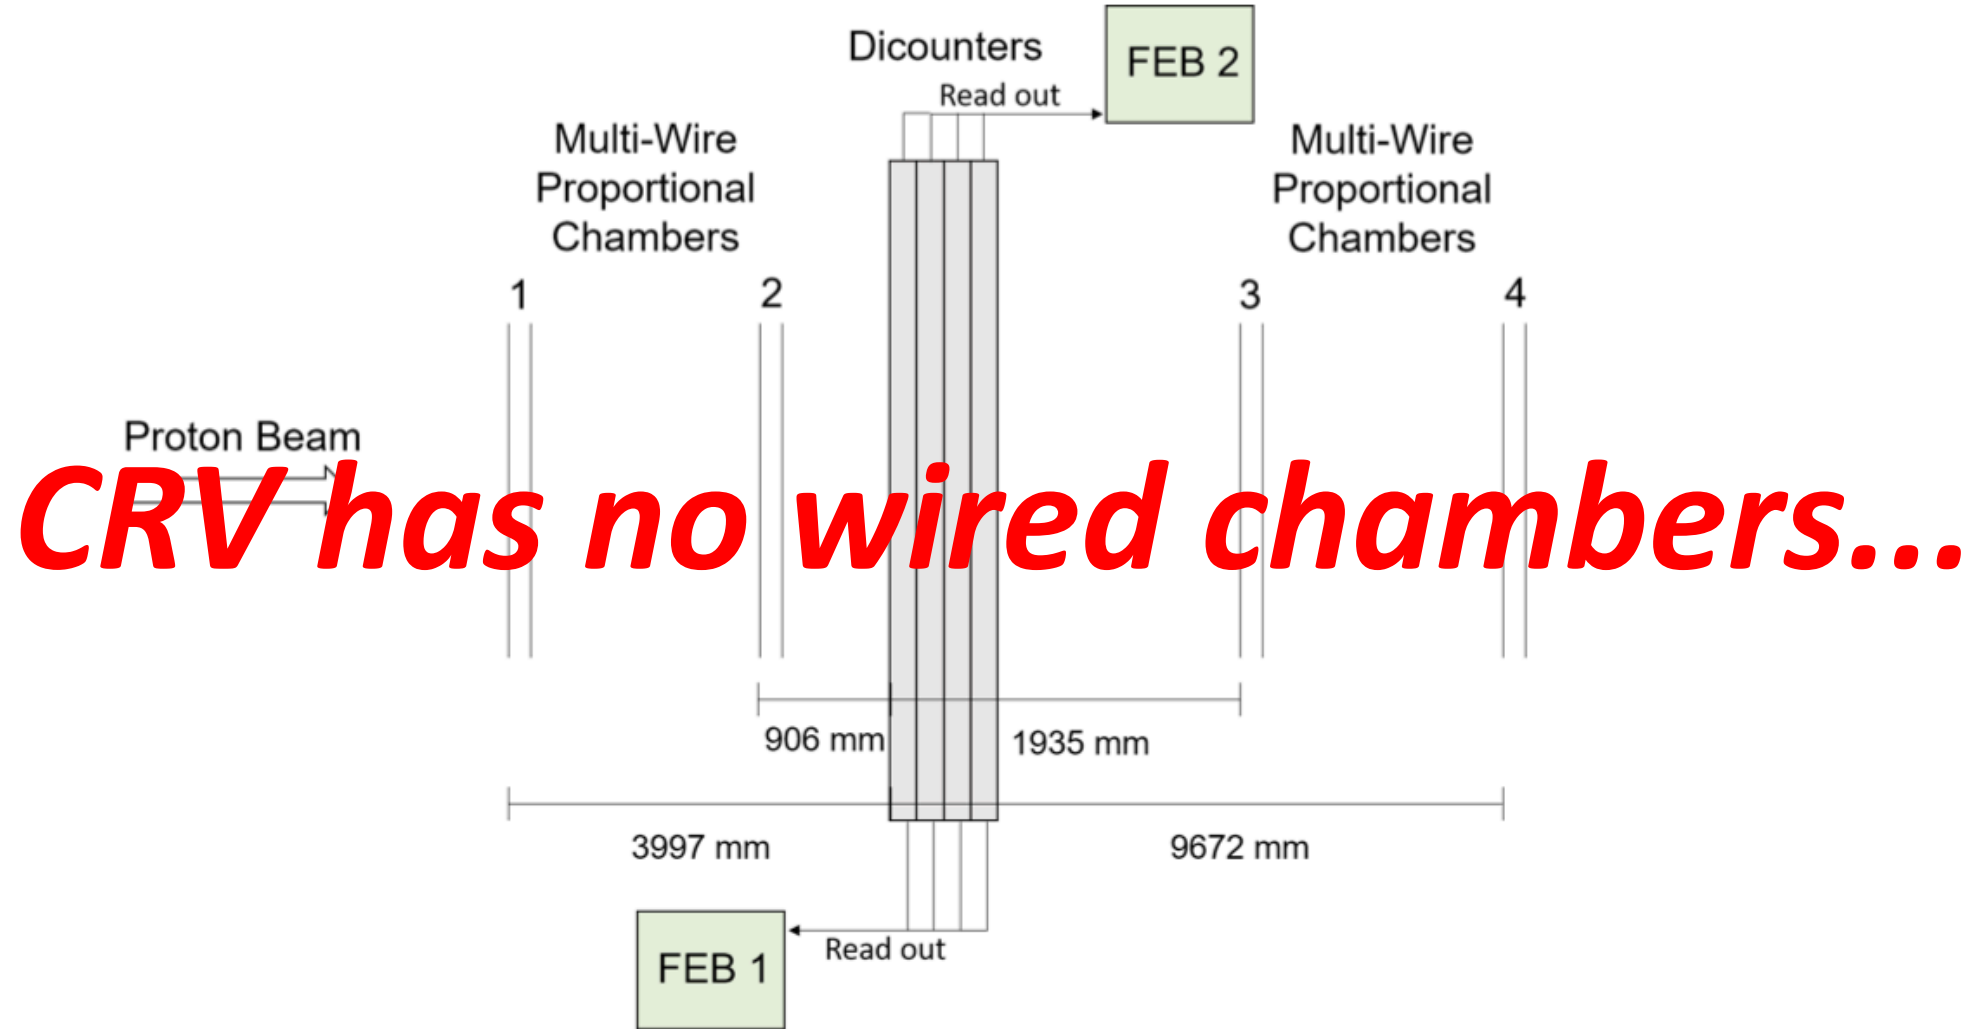 Dicounters
FEB 2
Read out
Multi-Wire
Proportional
Chambers
Multi-Wire
Proportional
Chambers
1
2
3
4
Proton Beam
CRV has no wired chambers...
906 mm
1935 mm
3997 mm
9672 mm
Read out
FEB 1